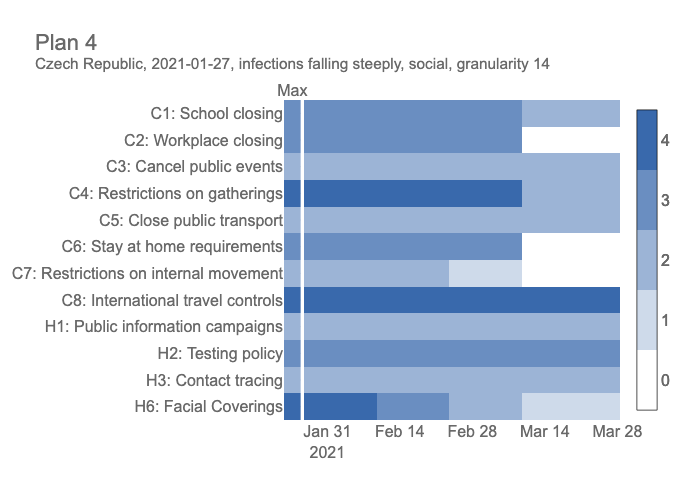 Plan 4
Czech Republic, 2021-01-27, infections falling steeply, social, granularity 14
Max
C1: School closing
C2: Workplace closing
C3: Cancel public events
C4: Restrictions on gatherings
C5: Close public transport
C6: Stay at home requirements
C7: Restrictions on internal movement
C8: International travel controls
H1: Public information campaigns
H2: Testing policy
H3: Contact tracing
H6: Facial Coverings
Jan 31 Feb 14 Feb 28 Mar 14 Mar 28
2021
4
3
2
1
0